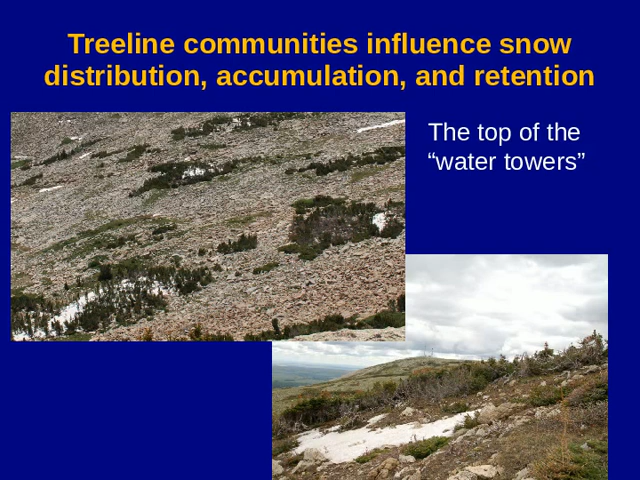 Treeline communities influence snow
distribution, accumulation, and retention
The top of the
“water towers”